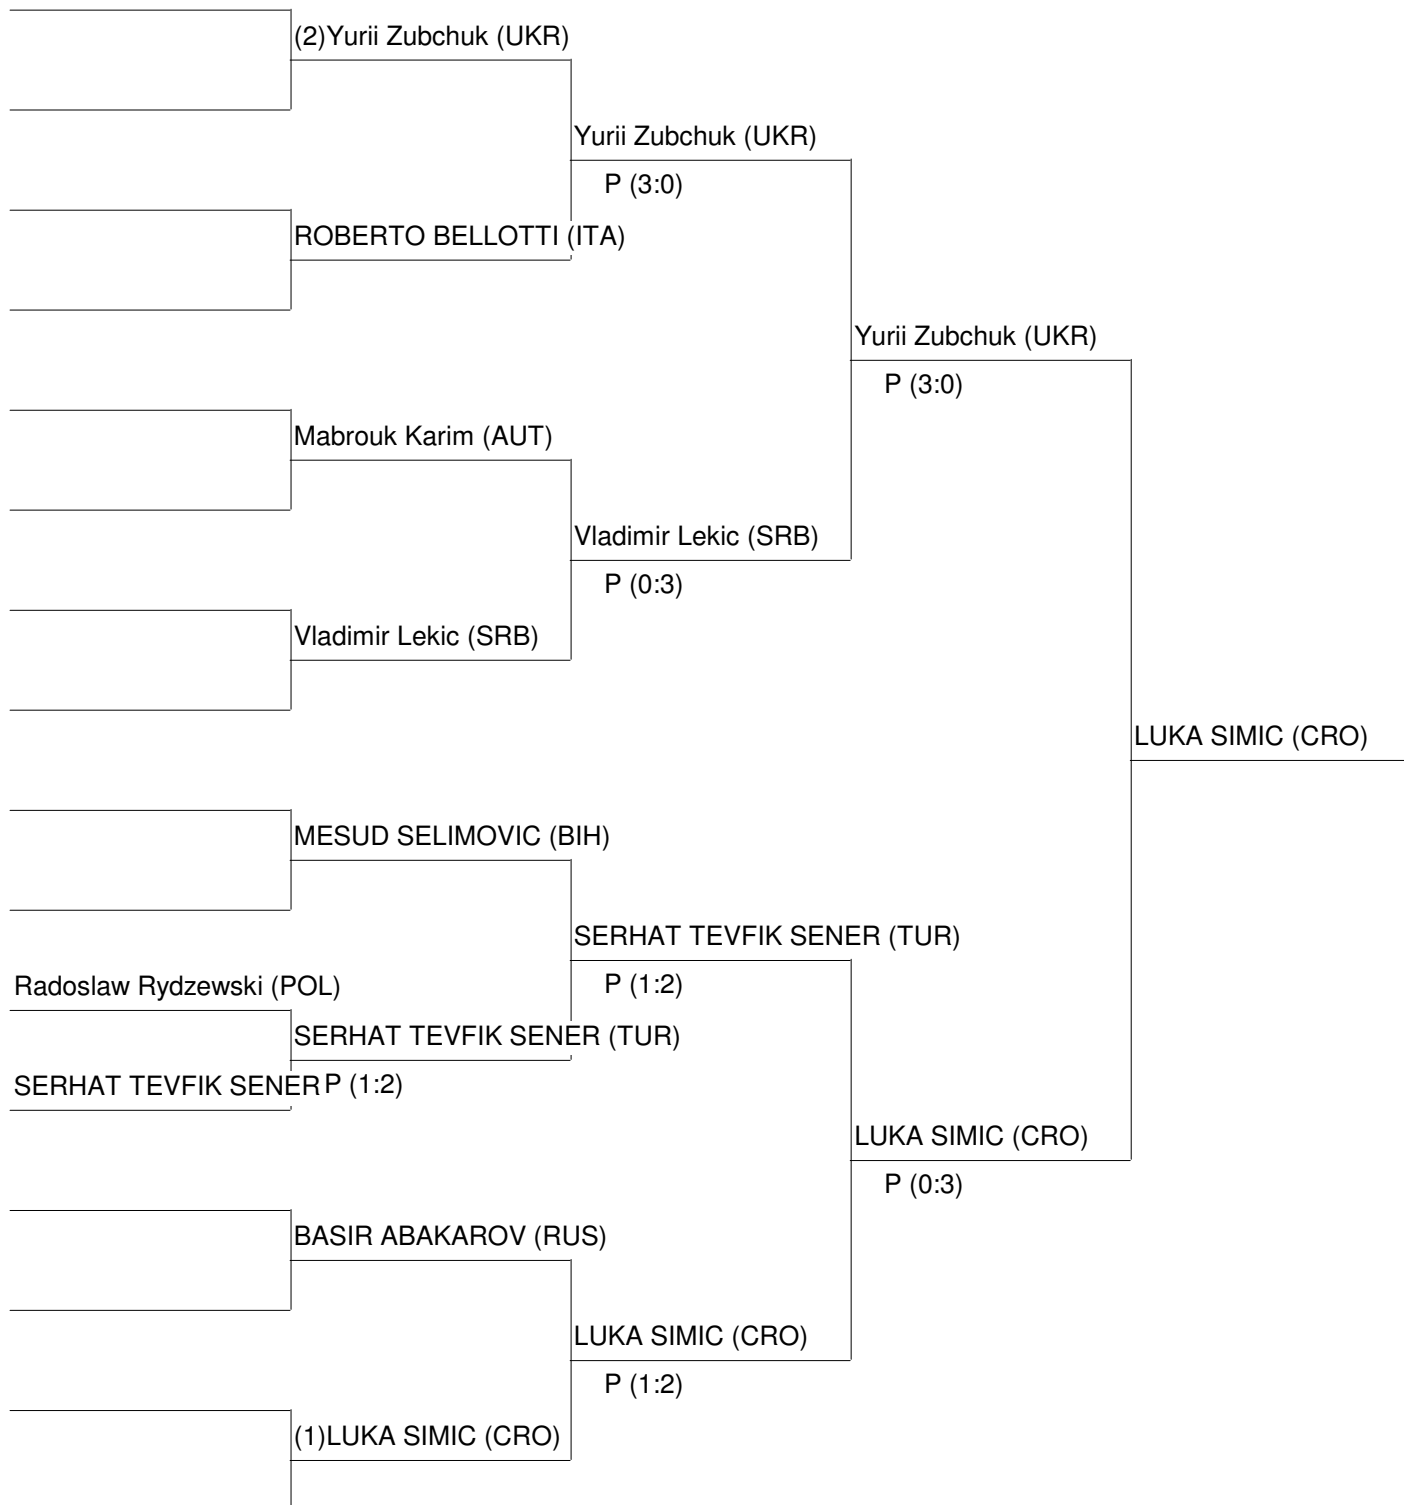 (2)Yurii Zubchuk (UKR)
Yurii Zubchuk (UKR)
P (3:0)
ROBERTO BELLOTTI (ITA)
Yurii Zubchuk (UKR)
P (3:0)
Mabrouk Karim (AUT)
Vladimir Lekic (SRB)
P (0:3)
Vladimir Lekic (SRB)
LUKA SIMIC (CRO)
MESUD SELIMOVIC (BIH)
SERHAT TEVFIK SENER (TUR)
P (1:2)
Radoslaw Rydzewski (POL)
SERHAT TEVFIK SENER (TUR)
SERHAT TEVFIK SENER P (1:2)
LUKA SIMIC (CRO)
P (0:3)
BASIR ABAKAROV (RUS)
LUKA SIMIC (CRO)
P (1:2)
(1)LUKA SIMIC (CRO)